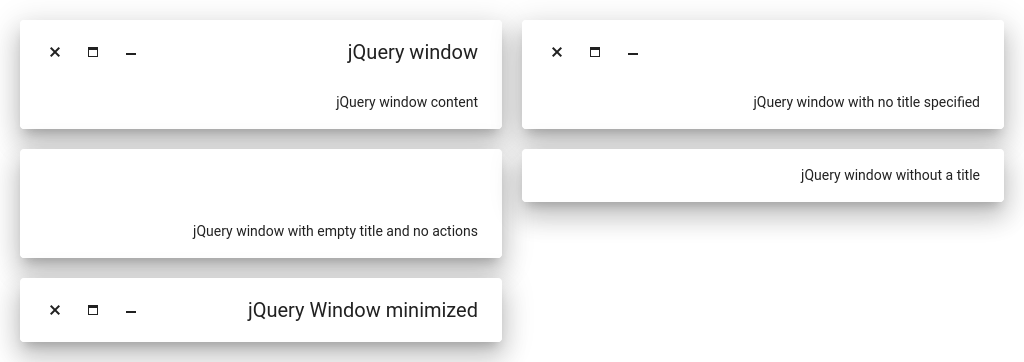 jQuery window
jQuery window content
jQuery window with no title specified
jQuery window with empty title and no actions
jQuery window without a title
jQuery Window minimized